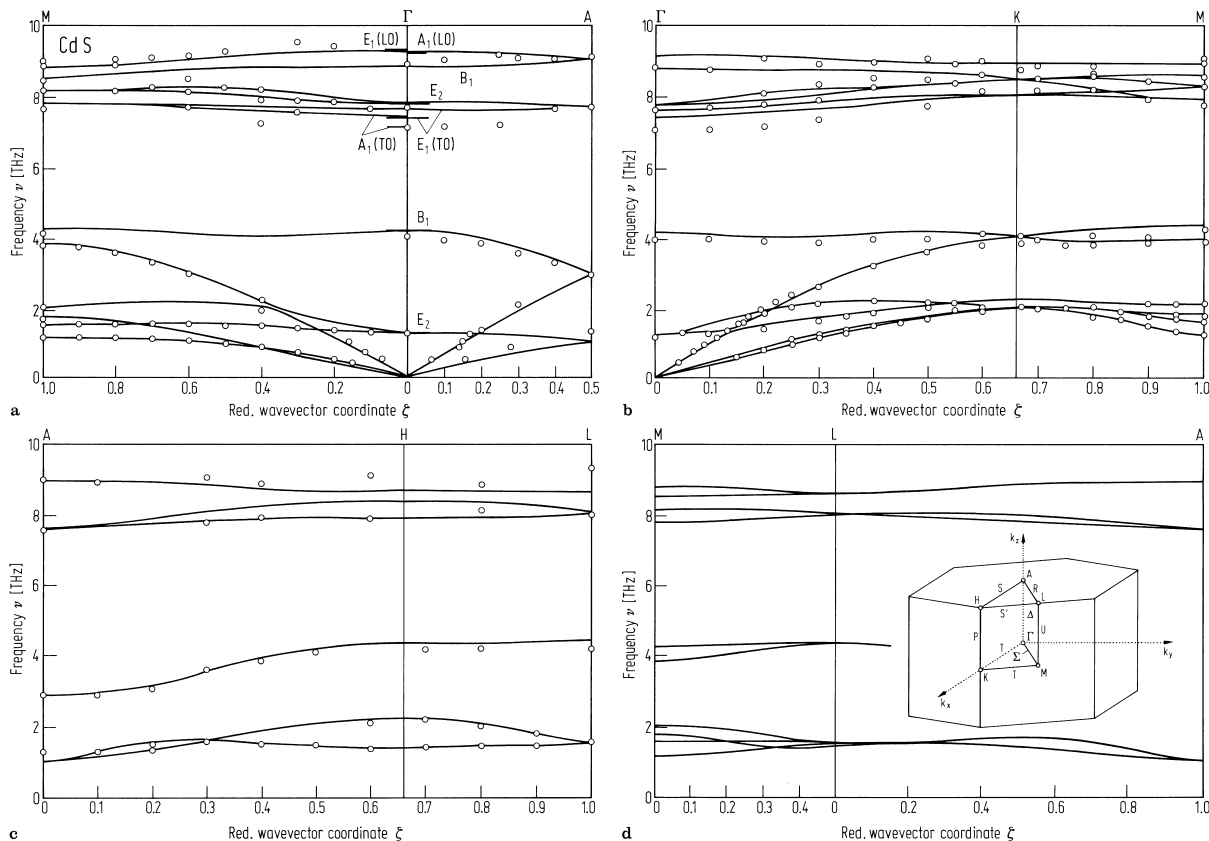 M Γ A
10
CdS
E₁(LO) A₁(LO)
B₁
8
E₂
A₁(TO) E₁(TO)
6
Frequency ν [THz]
B₁
4
2
E₂
0
1.0 0.8 0.6 0.4 0.2 0 0.1 0.2 0.3 0.4 0.5
a Red. wavevector coordinate ζ
Γ K M
10
8
6
Frequency ν [THz]
4
2
0
0 0.1 0.2 0.3 0.4 0.5 0.6 0.7 0.8 0.9 1.0
b Red. wavevector coordinate ζ
A H L
10
8
6
Frequency ν [THz]
4
2
0
0 0.1 0.2 0.3 0.4 0.5 0.6 0.7 0.8 0.9 1.0
c Red. wavevector coordinate ζ
M L A
10
8
6
Frequency ν [THz]
4
2
0
kz
A
S R
H L
S' Δ
P Γ U
T
ky
Σ
K M
T
kx
0 0.1 0.2 0.3 0.4 0 0.2 0.4 0.6 0.8 1.0
d Red. wavevector coordinate ζ